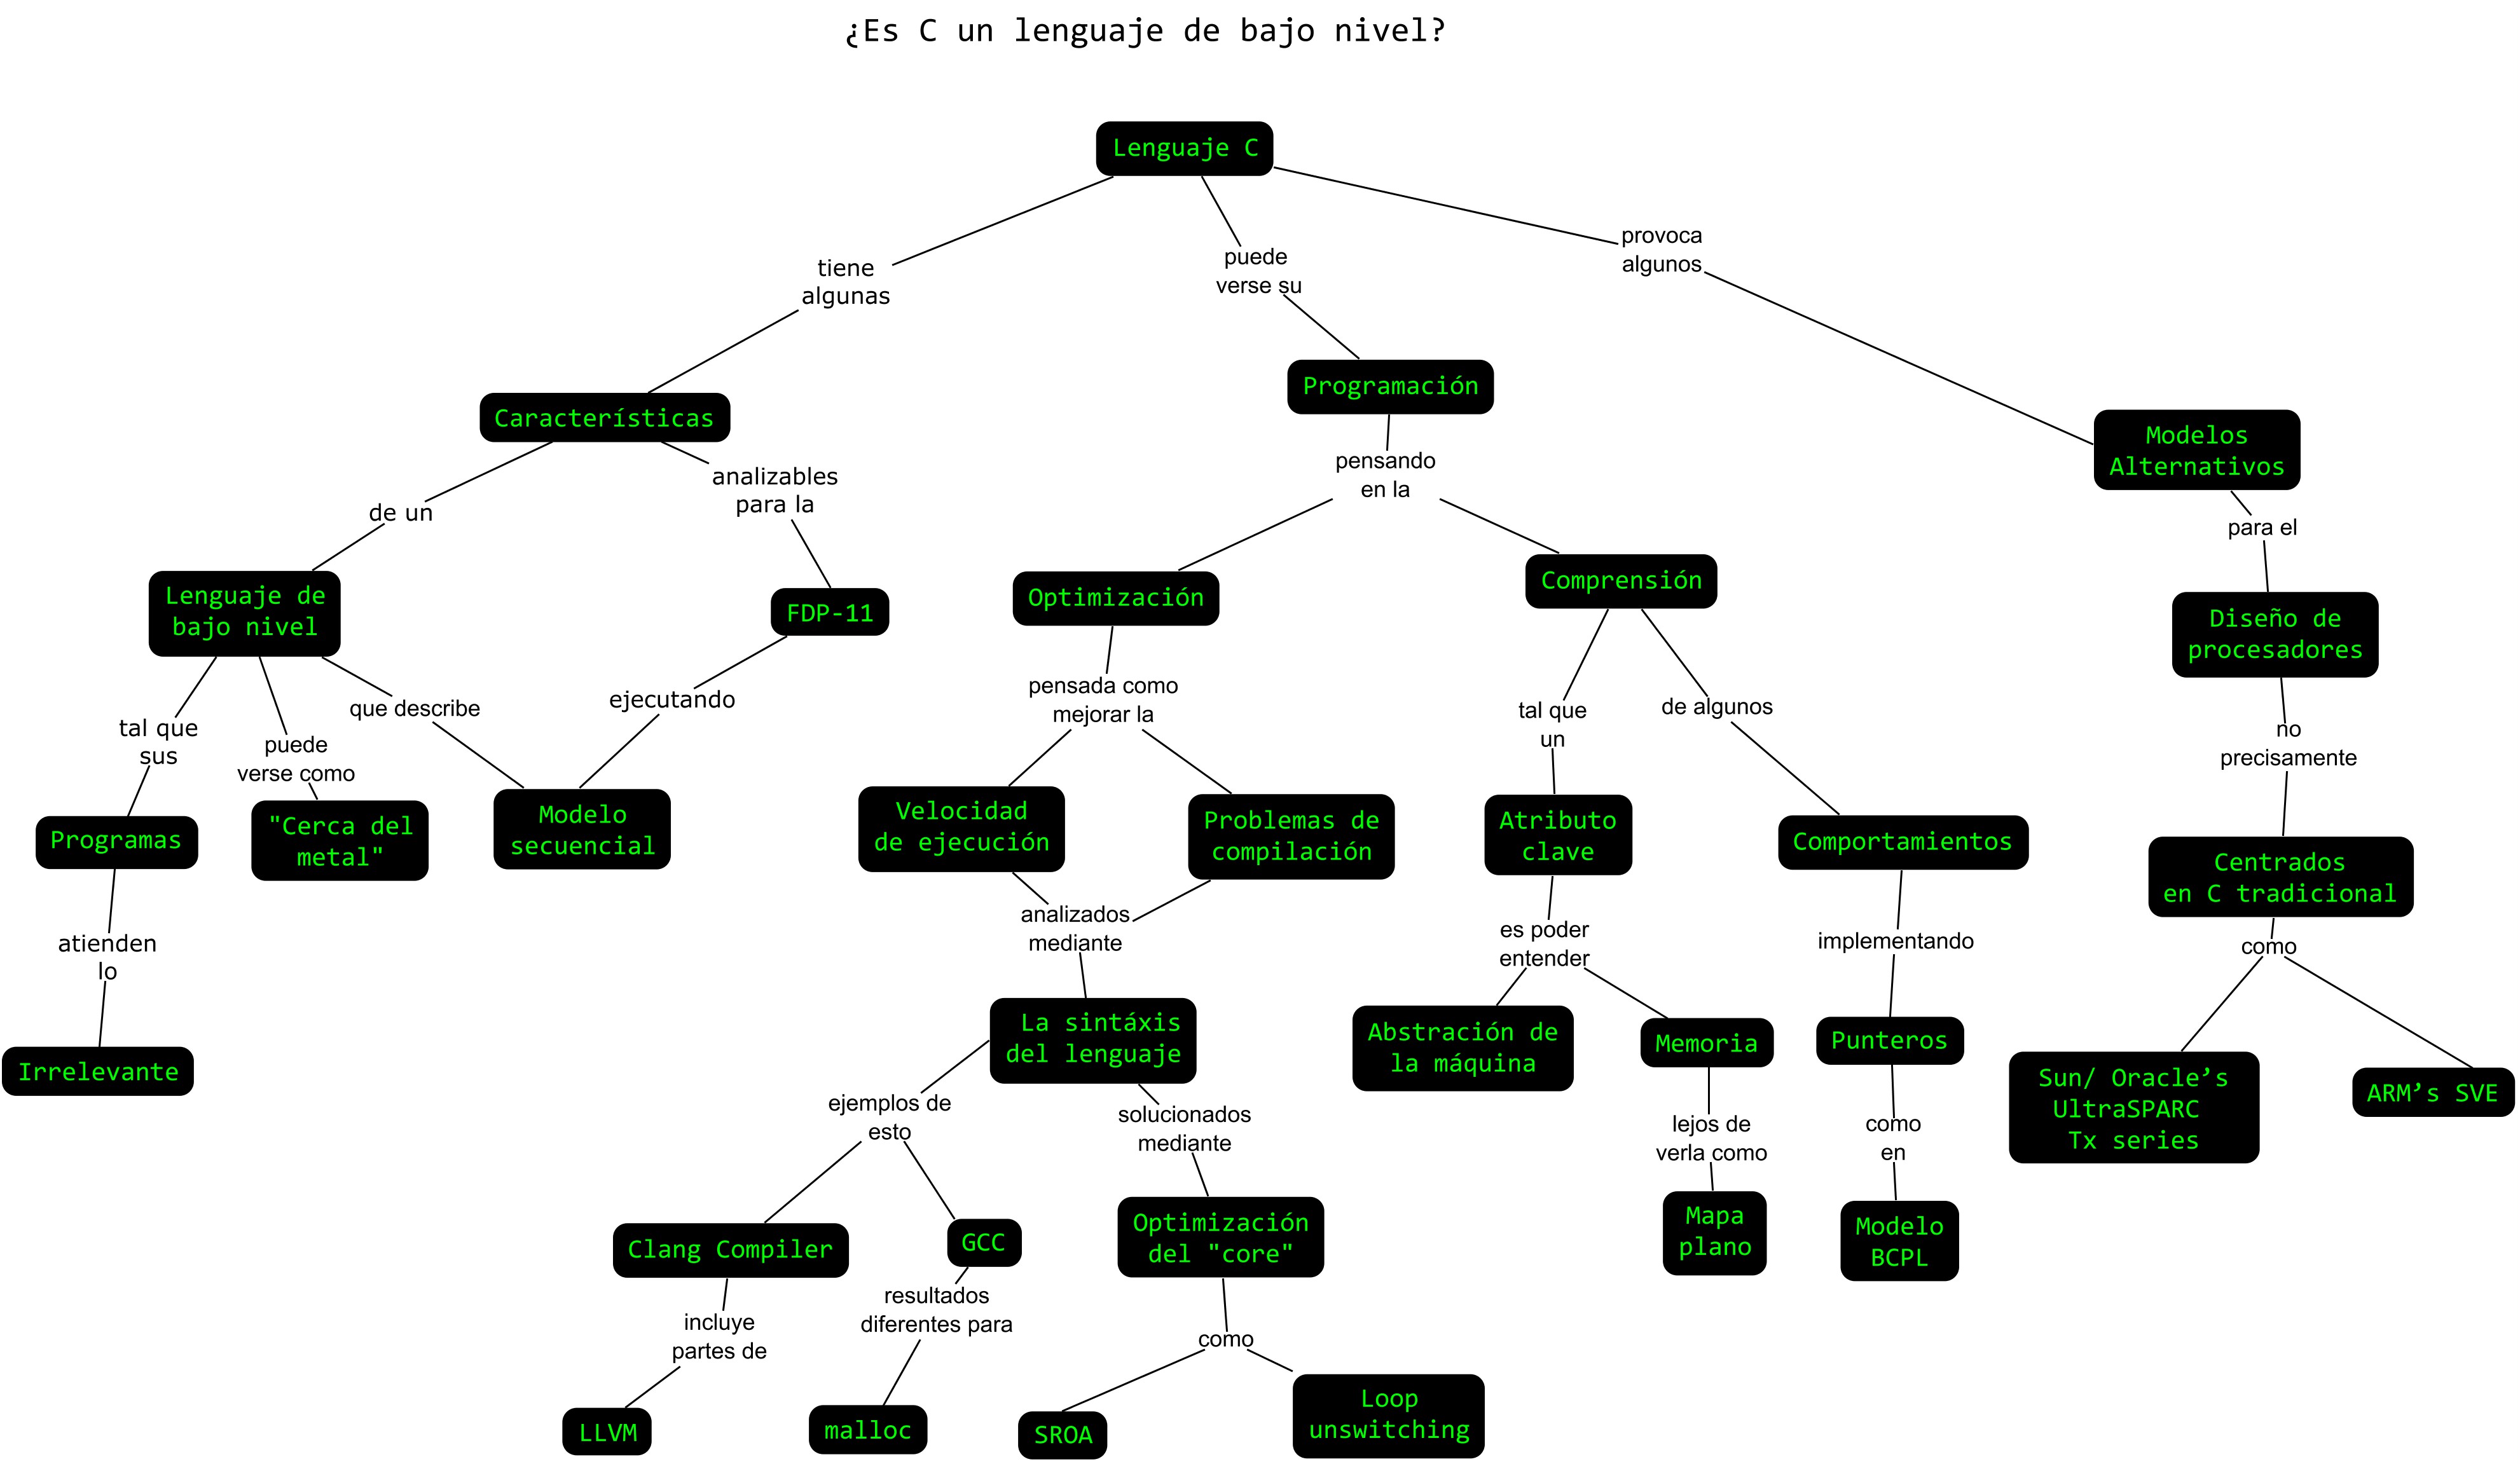 ¿Es C un lenguaje de bajo nivel?
Lenguaje C
tiene
algunas
puede
verse su
provoca
algunos
Características
Programación
Modelos
Alternativos
de un
analizables
para la
pensando
en la
para el
Lenguaje de
bajo nivel
FDP-11
Optimización
Comprensión
Diseño de
procesadores
tal que
sus
puede
verse como
que describe
ejecutando
pensada como
mejorar la
tal que
un
de algunos
no
precisamente
Programas
"Cerca del
metal"
Modelo
secuencial
Velocidad
de ejecución
Problemas de
compilación
Atributo
clave
Comportamientos
Centrados
en C tradicional
atienden
lo
analizados
mediante
es poder
entender
implementando
como
Irrelevante
La sintáxis
del lenguaje
Abstración de
la máquina
Memoria
Punteros
Sun/ Oracle’s
UltraSPARC
Tx series
ARM’s SVE
ejemplos de
esto
solucionados
mediante
lejos de
verla como
como
en
Clang Compiler
GCC
Optimización
del "core"
Mapa
plano
Modelo
BCPL
incluye
partes de
resultados
diferentes para
como
LLVM
malloc
SROA
Loop
unswitching